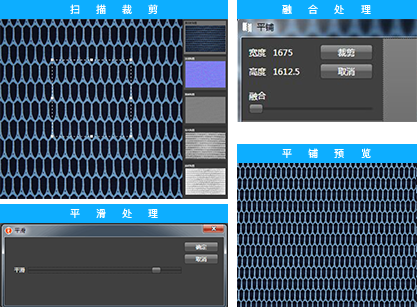 扫描裁剪
融合处理
平铺
宽度 1675 裁剪
高度 1612.5 取消
融合
平滑处理
平滑
确定
取消
平滑
平铺预览